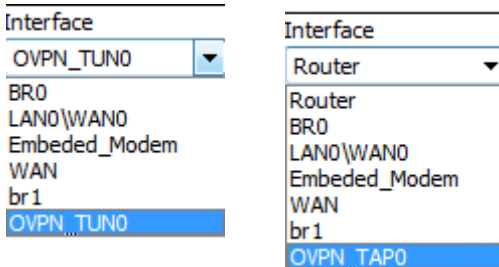 Interface
OVPN_TUN0
BR0
LAN0\WAN0
Embeded_Modem
WAN
br1
OVPN_TUN0
Interface
Router
Router
BR0
LAN0\WAN0
Embeded_Modem
WAN
br1
OVPN_TAP0